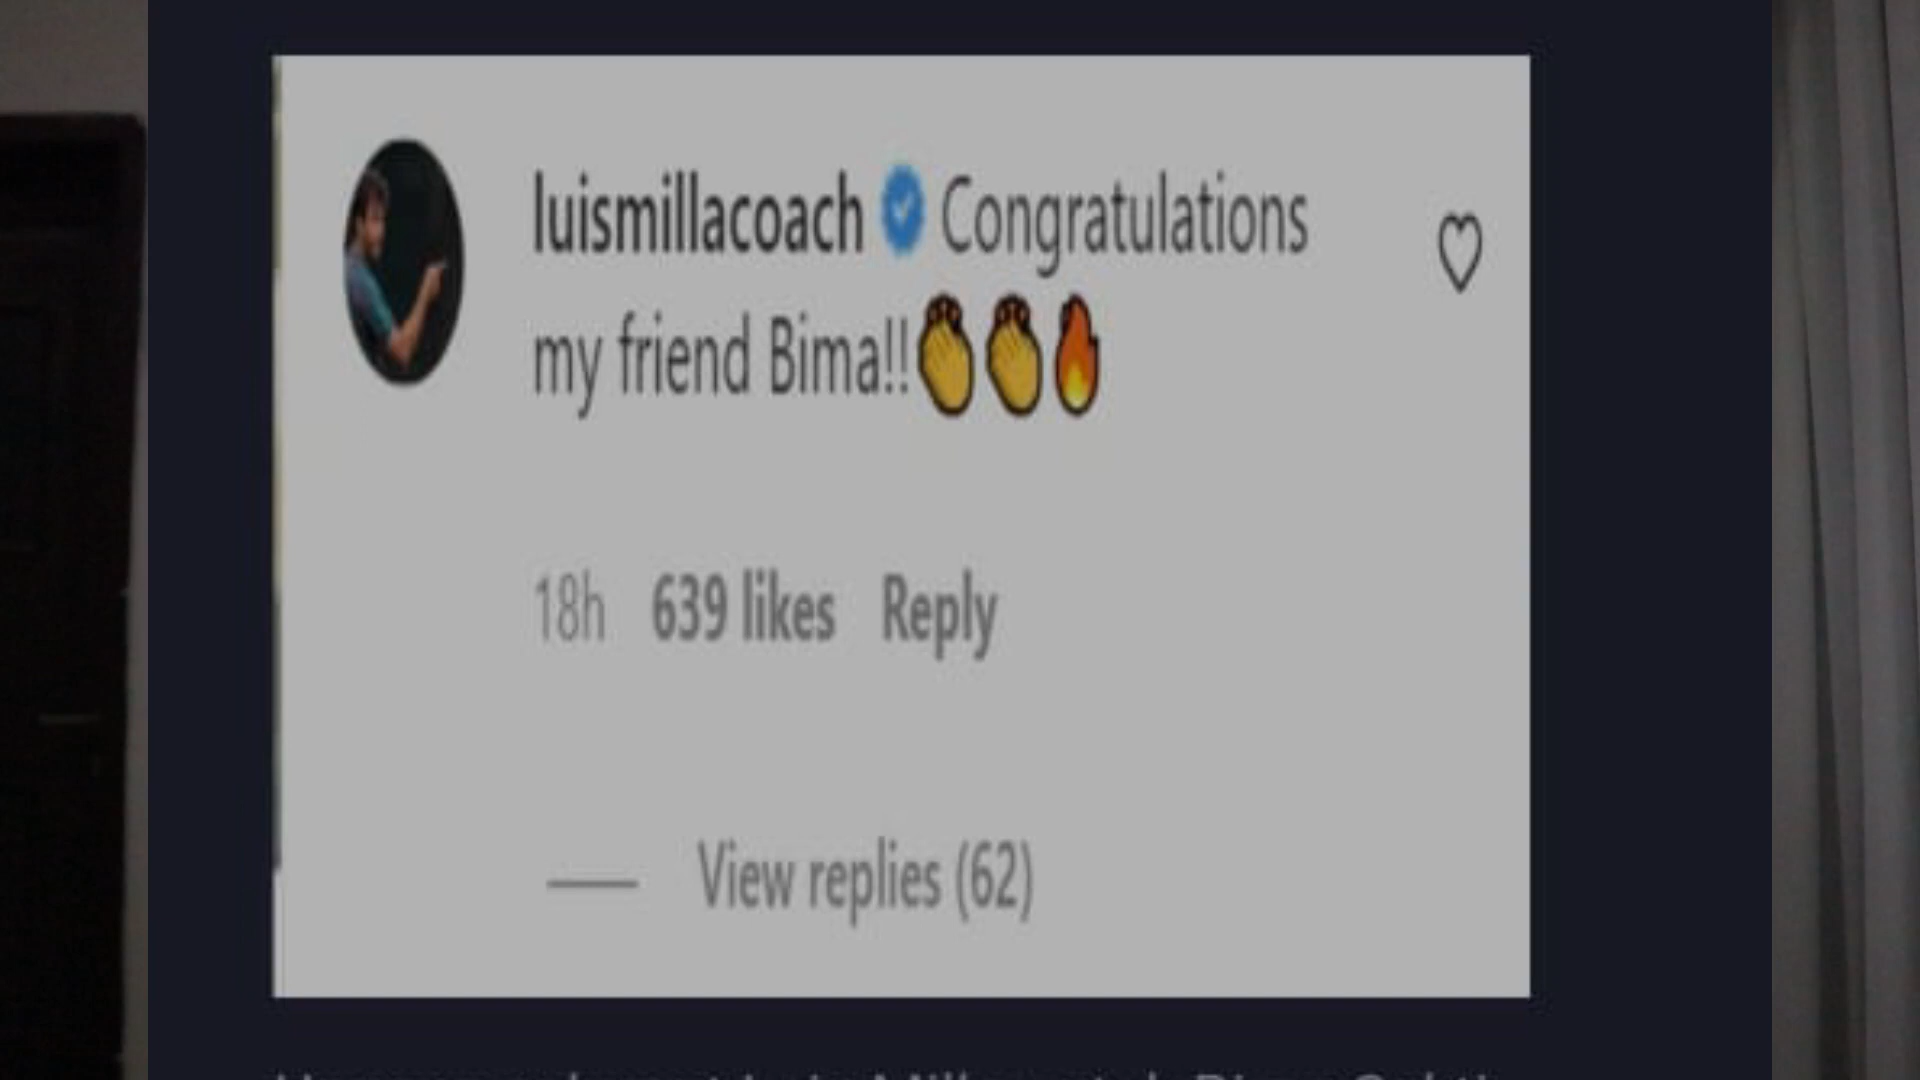 luismillacoach Congratulations
my friend Bima!!👏👏🔥
18h 639 likes Reply
View replies (62)